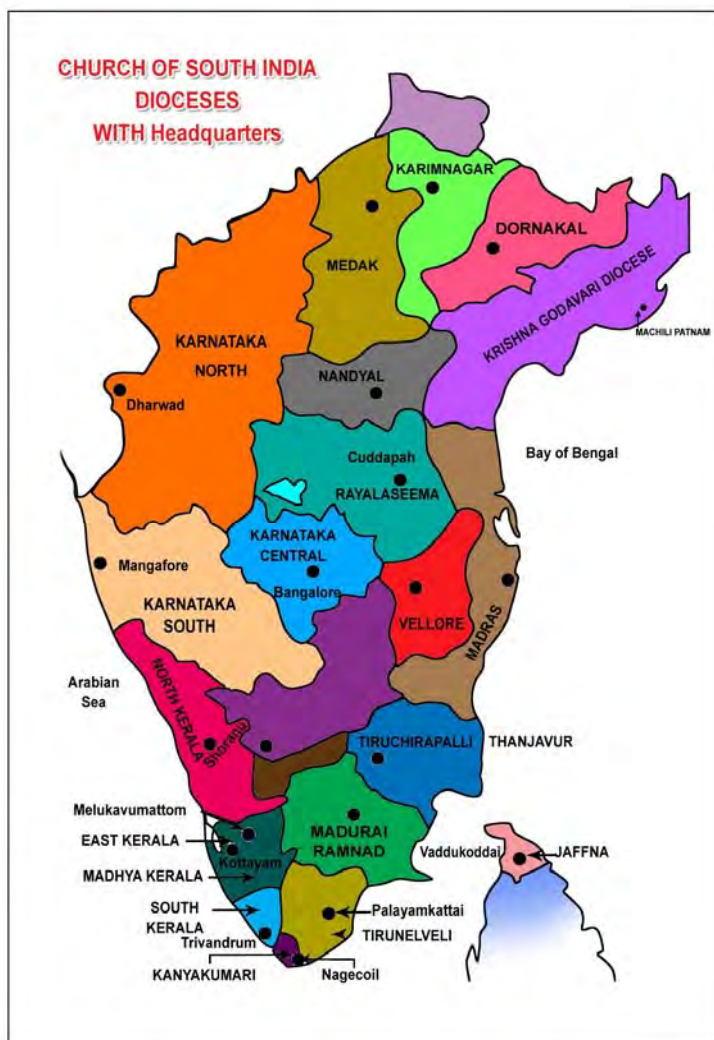 CHURCH OF SOUTH INDIA
DIOCESES
WITH Headquarters
KARIMNAGAR
DORNAKAL
MEDAK
KRISHNA GODAVARI DIOCESE
MACHILI PATNAM
KARNATAKA
NORTH
NANDYAL
Dharwad
Cuddapah
RAYALASEEMA
Bay of Bengal
KARNATAKA
CENTRAL
Bangalore
Mangafore
KARNATAKA
SOUTH
VELLORE
MADRAS
Arabian
Sea
NORTH KERALA
Shoranu
TIRUCHIRAPALLI
THANJAVUR
Melukavumattom
EAST KERALA
Kottayam
MADHYA KERALA
MADURAI
RAMNAD
Vaddukoddai
JAFFNA
SOUTH
KERALA
Trivandrum
Palayamkattai
TIRUNELVELI
KANYAKUMARI
Nagecoil